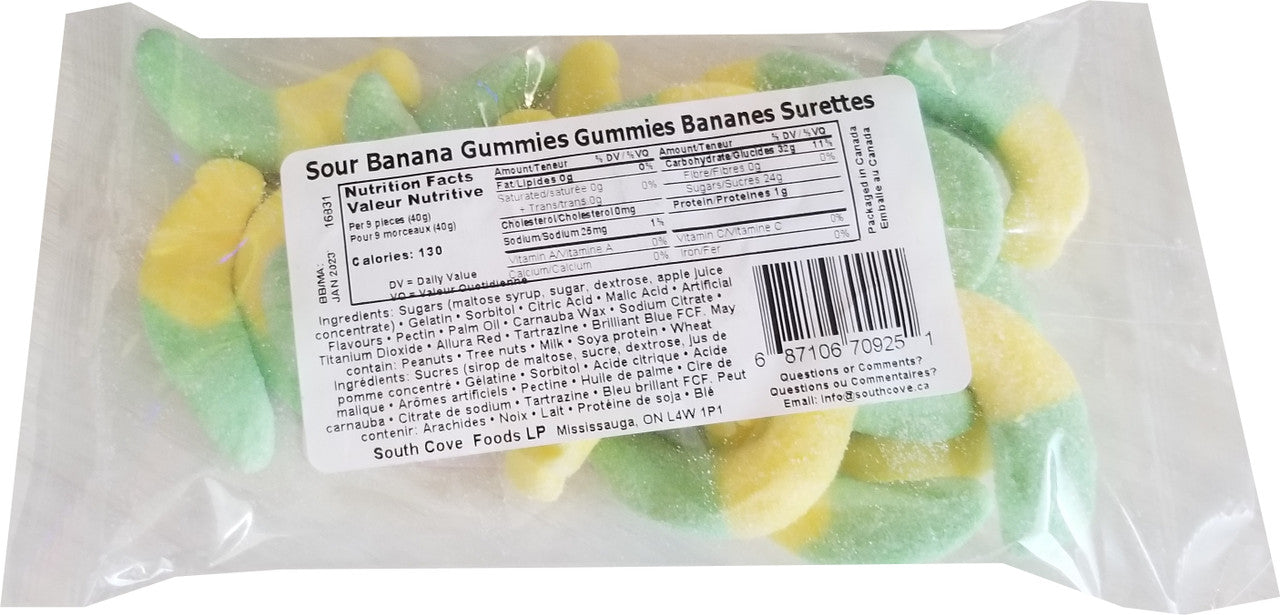 Sour Banana Gummies Gummies Bananes Surettes
BB/MA: 16831
JAN 2023
Nutrition Facts
Valeur Nutritive
Per 9 pieces (40g)
Pour 9 morceaux (40g)
Calories: 130
DV = Daily Value
VQ = Valeur Quotidienne
Amount/Teneur % DV / %VQ
Fat/Lipides 0g 0%
Saturated/saturée 0g
+ Trans/trans 0g 0%
Cholesterol/Cholesterol 0mg
Sodium/Sodium 26mg 1%
Vitamin A/Vitamine A 0%
Calcium/Calcium 0%
Amount/Teneur % DV / %VQ
Carbohydrate/Glucides 32g 11%
Fibre/Fibres 0g 0%
Sugars/Sucres 24g
Protein/Protéines 1g
Vitamin C/Vitamine C 0%
Iron/Fer 0%
Packaged in Canada
Emballe au Canada
Ingredients: Sugars (maltose syrup, sugar, dextrose, apple juice
concentrate) • Gelatin • Sorbitol • Citric Acid • Malic Acid • Artificial
Flavours • Pectin • Palm Oil • Carnauba Wax • Sodium Citrate •
Titanium Dioxide • Allura Red • Tartrazine • Brilliant Blue FCF. May
contain: Peanuts • Tree nuts • Milk • Soya protein • Wheat
Ingrédients: Sucres (sirop de maltose, sucre, dextrose, jus de
pomme concentré • Gélatine • Sorbitol • Acide citrique • Acide
malique • Arômes artificiels • Pectine • Huile de palme • Cire de
carnauba • Citrate de sodium • Tartrazine • Bleu brillant FCF. Peut
contenir: Arachides • Noix • Lait • Protéine de soja • Blé
South Cove Foods LP Mississauga, ON L4W 1P1
6 87106 70925 1
Questions or Comments?
Questions ou Commentaires?
Email: Info@southcove.ca